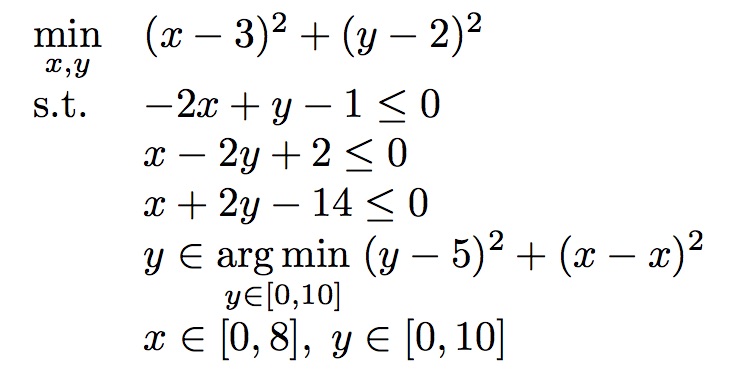 min (x − 3)² + (y − 2)²
x,y
s.t. −2x + y − 1 ≤ 0
x − 2y + 2 ≤ 0
x + 2y − 14 ≤ 0
y ∈ arg min (y − 5)² + (x − x)²
y∈[0,10]
x ∈ [0, 8], y ∈ [0, 10]